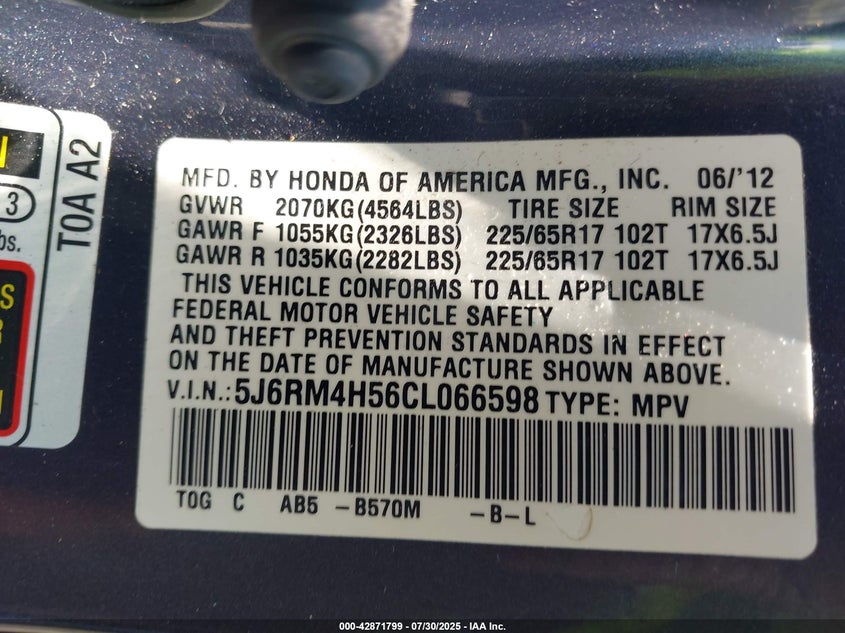 MFD. BY HONDA OF AMERICA MFG., INC. 06/'12
GVWR 2070KG(4564LBS) TIRE SIZE RIM SIZE
GAWR F 1055KG(2326LBS) 225/65R17 102T 17X6.5J
GAWR R 1035KG(2282LBS) 225/65R17 102T 17X6.5J
THIS VEHICLE CONFORMS TO ALL APPLICABLE
FEDERAL MOTOR VEHICLE SAFETY
AND THEFT PREVENTION STANDARDS IN EFFECT
ON THE DATE OF MANUFACTURE SHOWN ABOVE.
V.I.N.: 5J6RM4H56CL066598 TYPE: MPV
T0G C AB5 -B570M -B-L
T0A A2
3
bs.
000-42871799 / 07/30/2025 - IAA Inc.